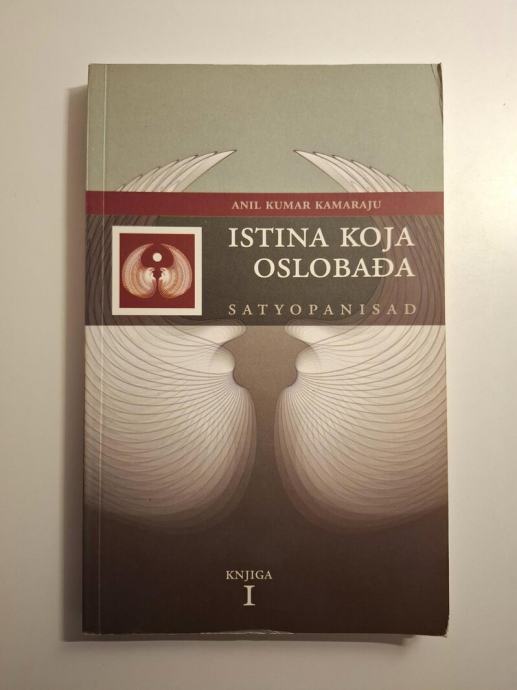 ANIL KUMAR KAMARAJU
ISTINA KOJA
OSLOBAĐA
SATYOPANISAD
KNJIGA
I